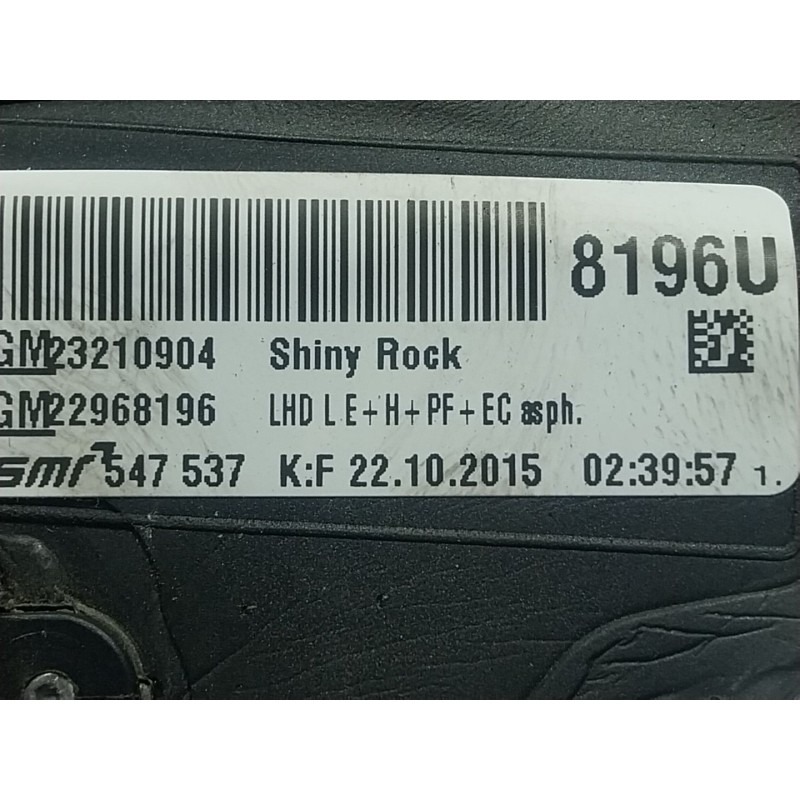 8196U
GM23210904 Shiny Rock
GM22968196 LHD L E+H+PF+EC asph.
smr 547 537 K:F 22.10.2015 02:39:57 1.